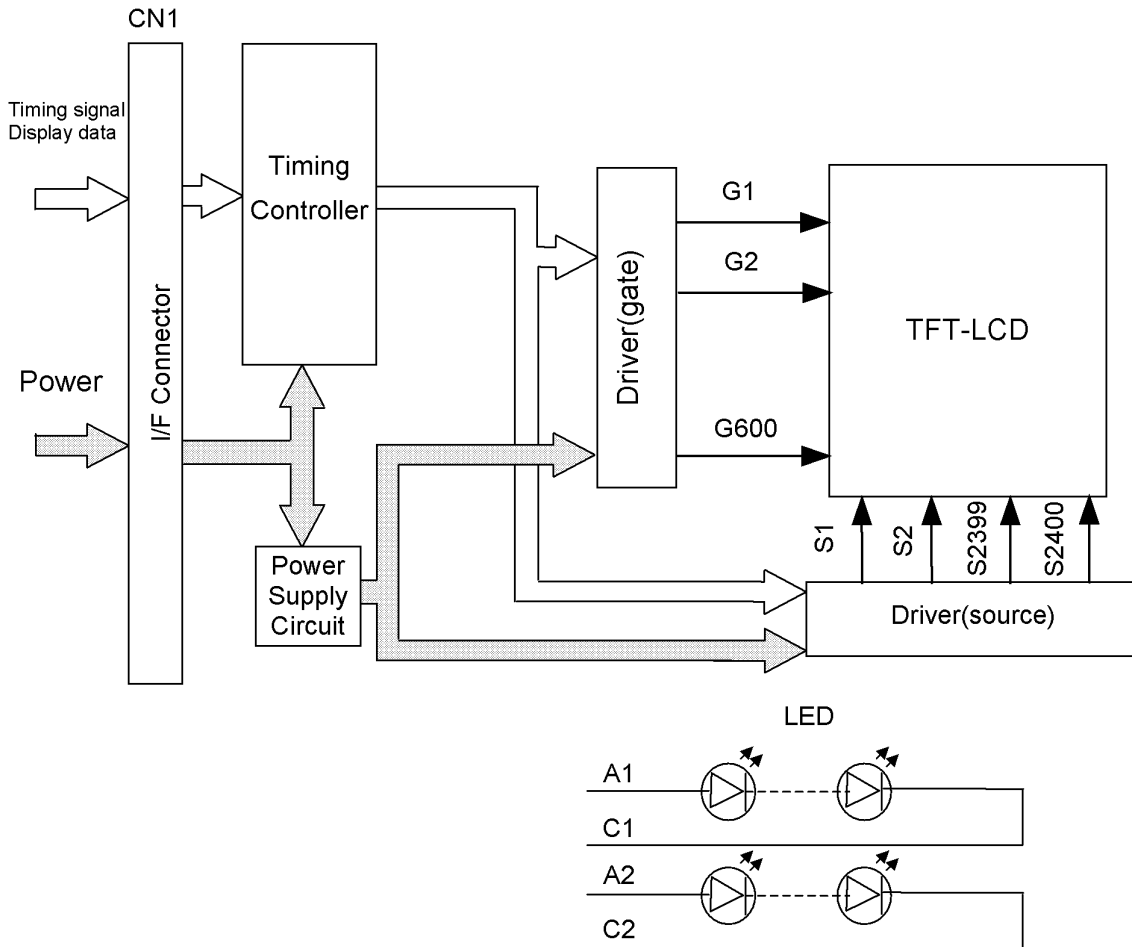 CN1
Timing signal
Display data
Timing
Controller
I/F Connector
Power
Driver(gate)
G1
G2
G600
TFT-LCD
S1
S2
S2399
S2400
Power
Supply
Circuit
Driver(source)
LED
A1
C1
A2
C2